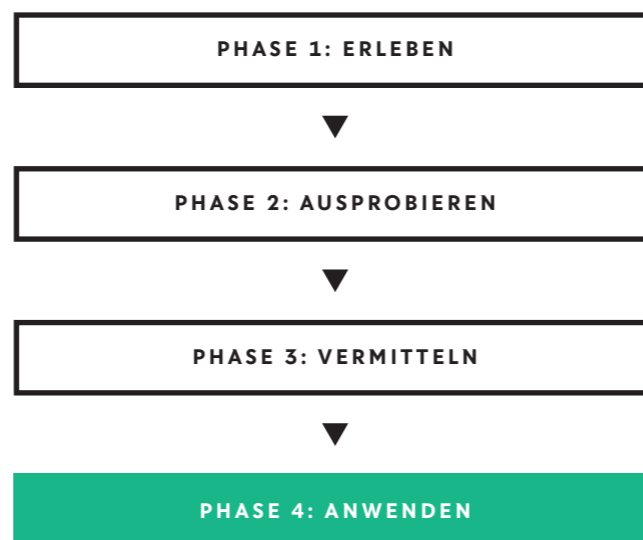 PHASE 1: ERLEBEN
PHASE 2: AUSPROBIEREN
PHASE 3: VERMITTELN
PHASE 4: ANWENDEN